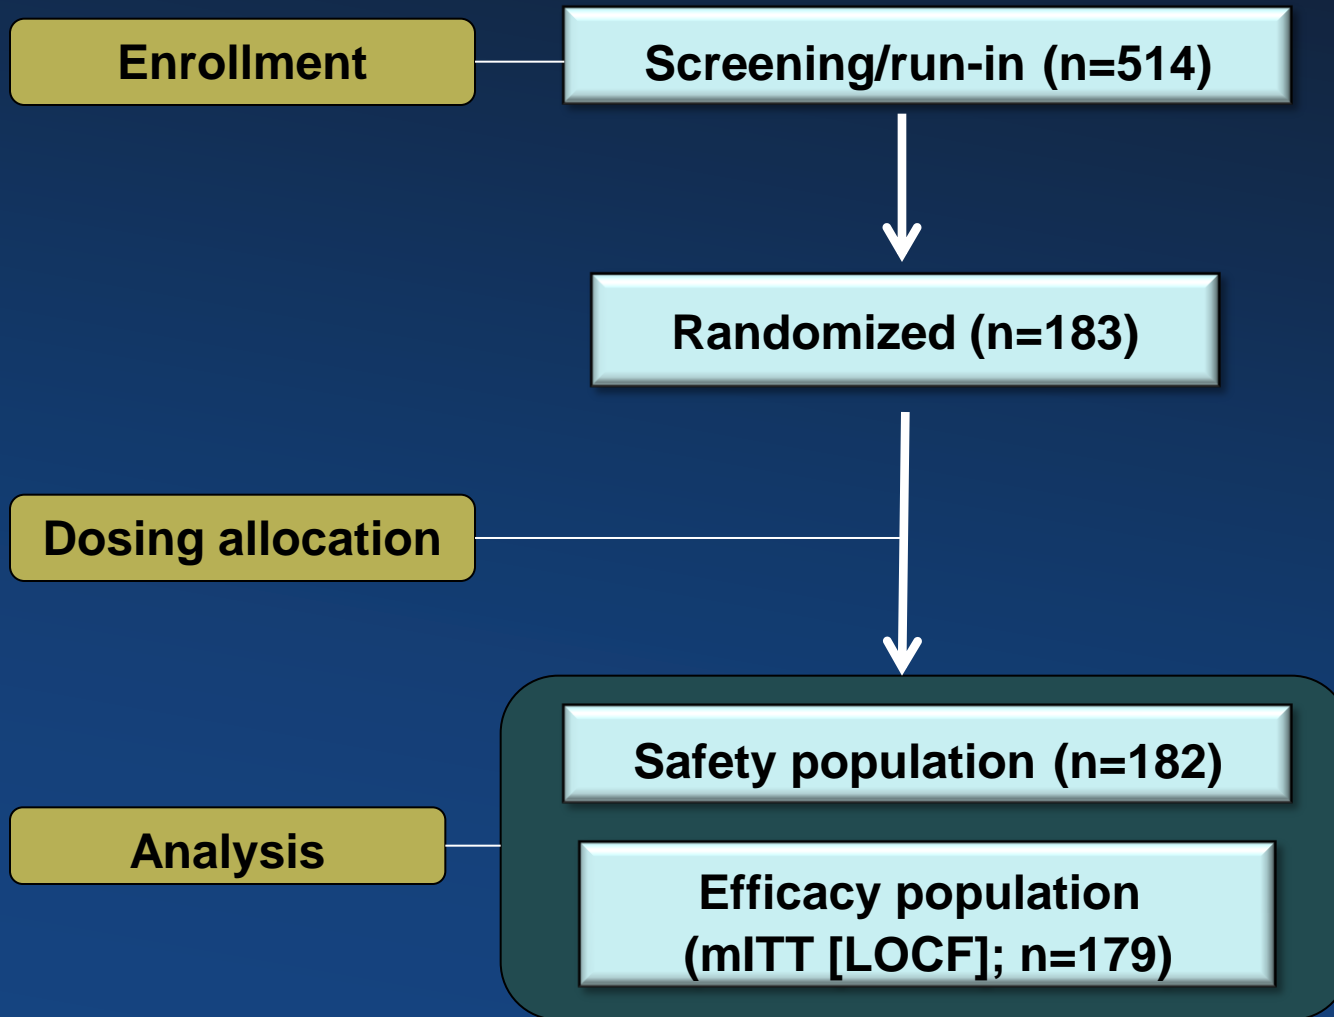 Enrollment
Screening/run-in (n=514)
Randomized (n=183)
Dosing allocation
Safety population (n=182)
Analysis
Efficacy population
(mITT [LOCF]; n=179)